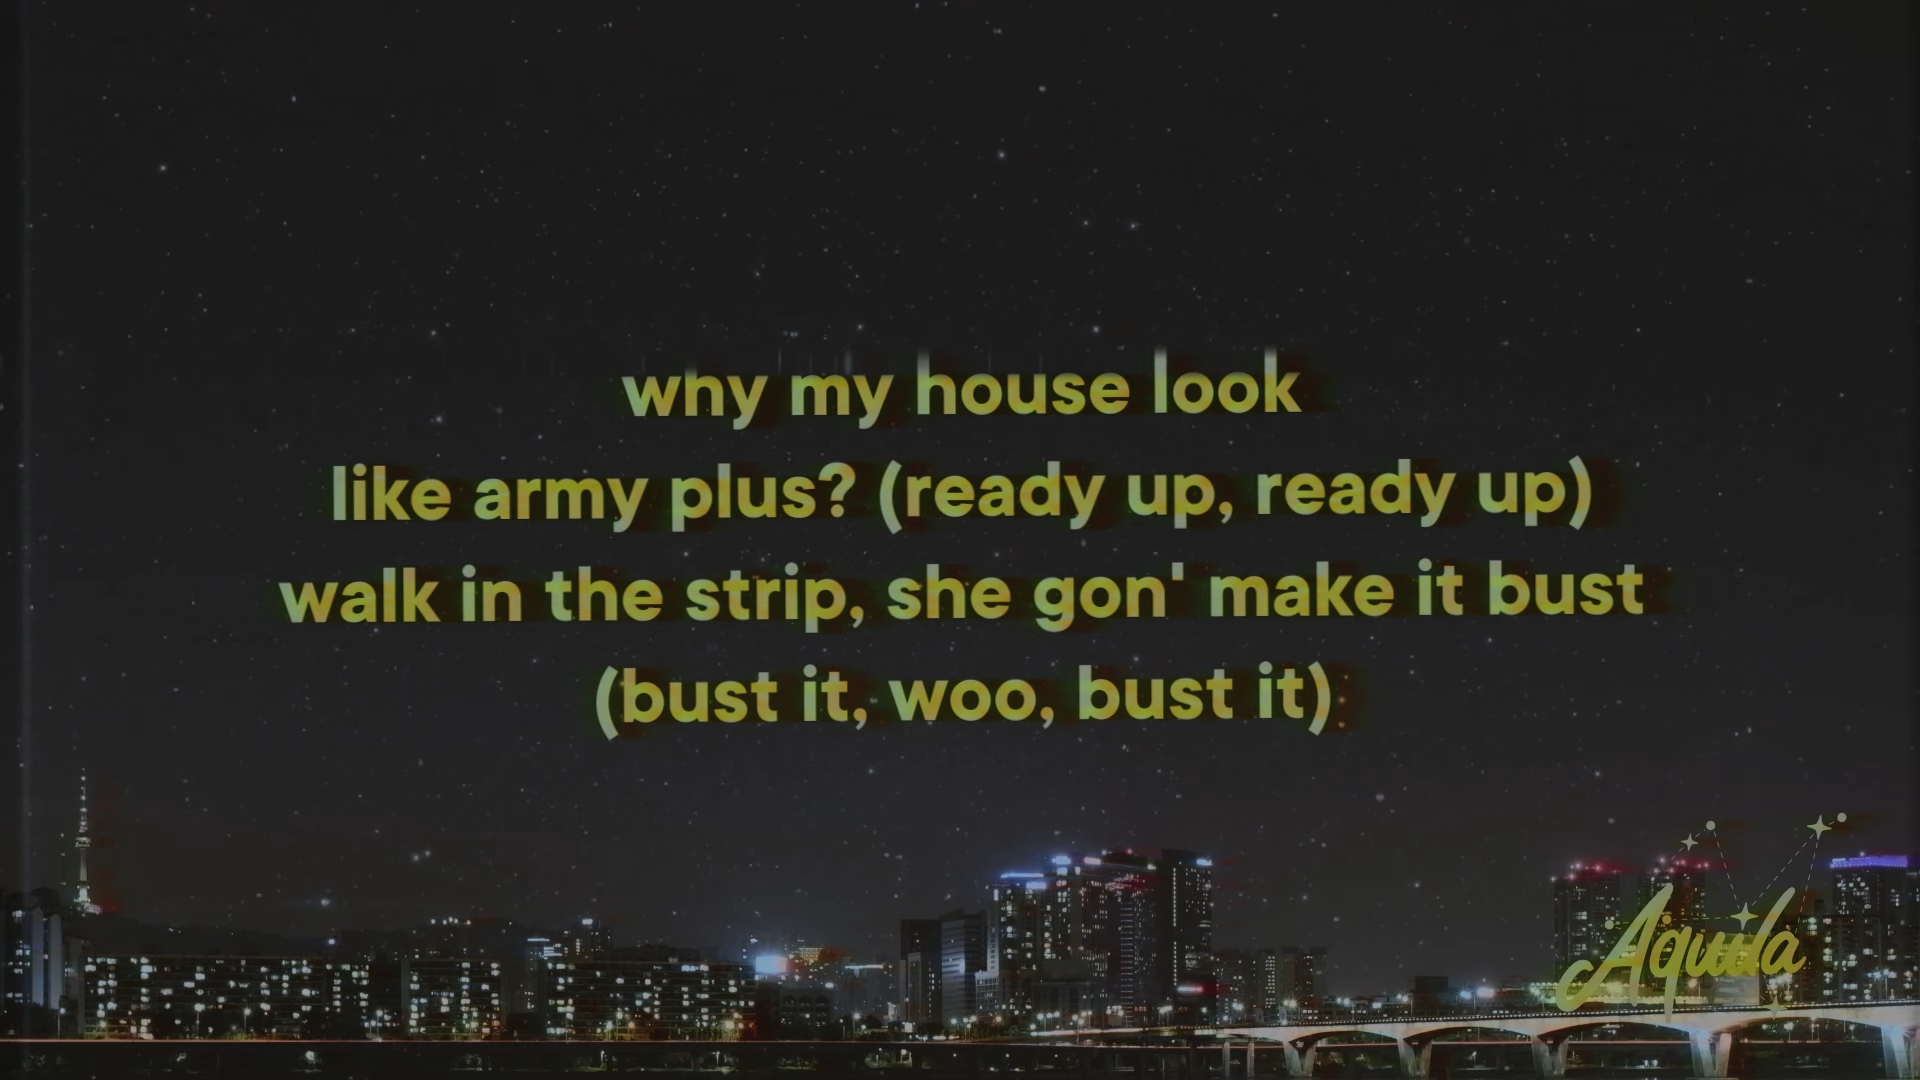 why my house look
like army plus? (ready up, ready up)
walk in the strip, she gon' make it bust
(bust it, woo, bust it)
Aquila